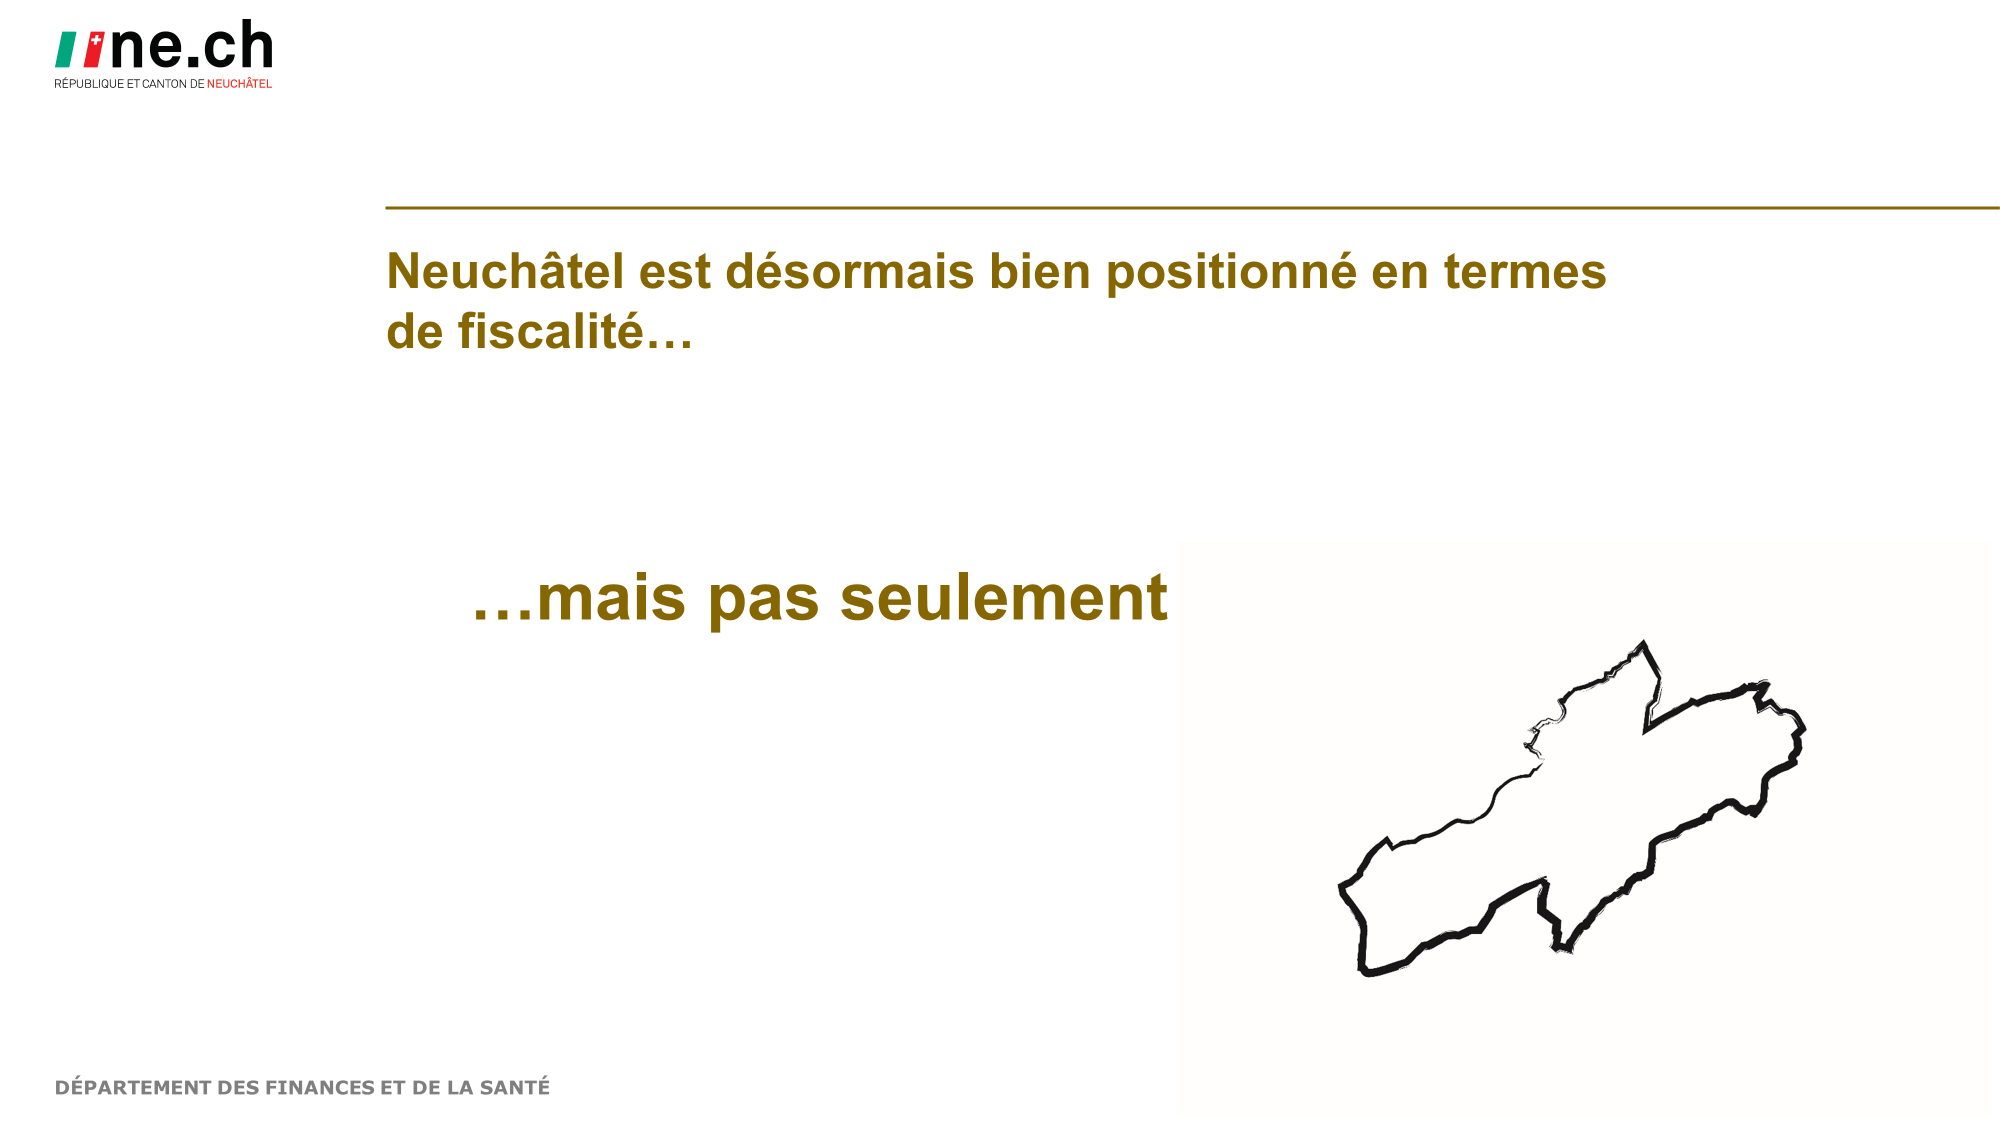 ne.ch
RÉPUBLIQUE ET CANTON DE NEUCHÂTEL
Neuchâtel est désormais bien positionné en termes
de fiscalité…
…mais pas seulement
DÉPARTEMENT DES FINANCES ET DE LA SANTÉ